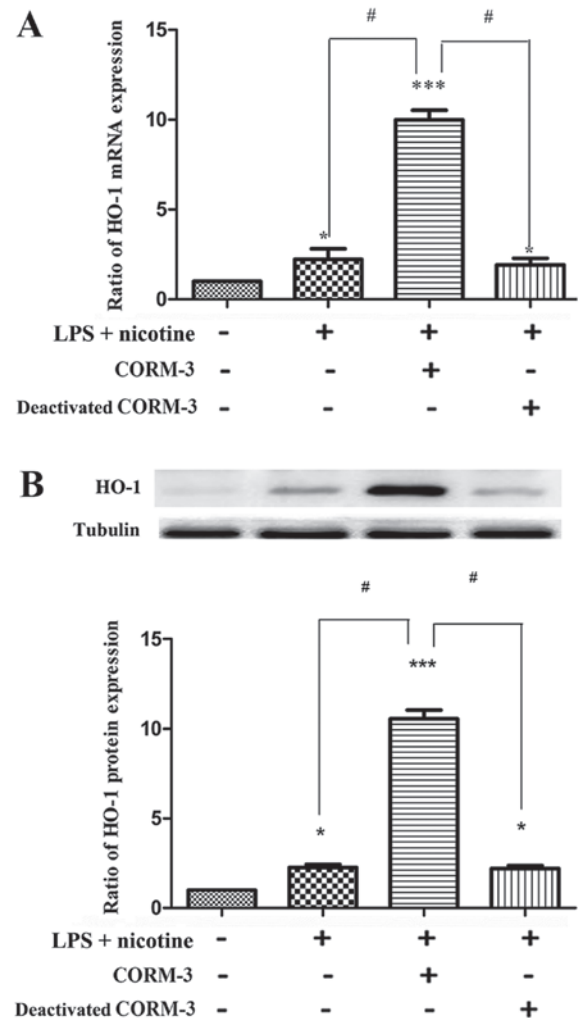 A
#
#
***
*
*
Ratio of HO-1 mRNA expression
15
10
5
0
LPS + nicotine - + + +
CORM-3 - - + -
Deactivated CORM-3 - - - +
B
HO-1
Tubulin
#
#
***
*
*
Ratio of HO-1 protein expression
15
10
5
0
LPS + nicotine - + + +
CORM-3 - - + -
Deactivated CORM-3 - - - +